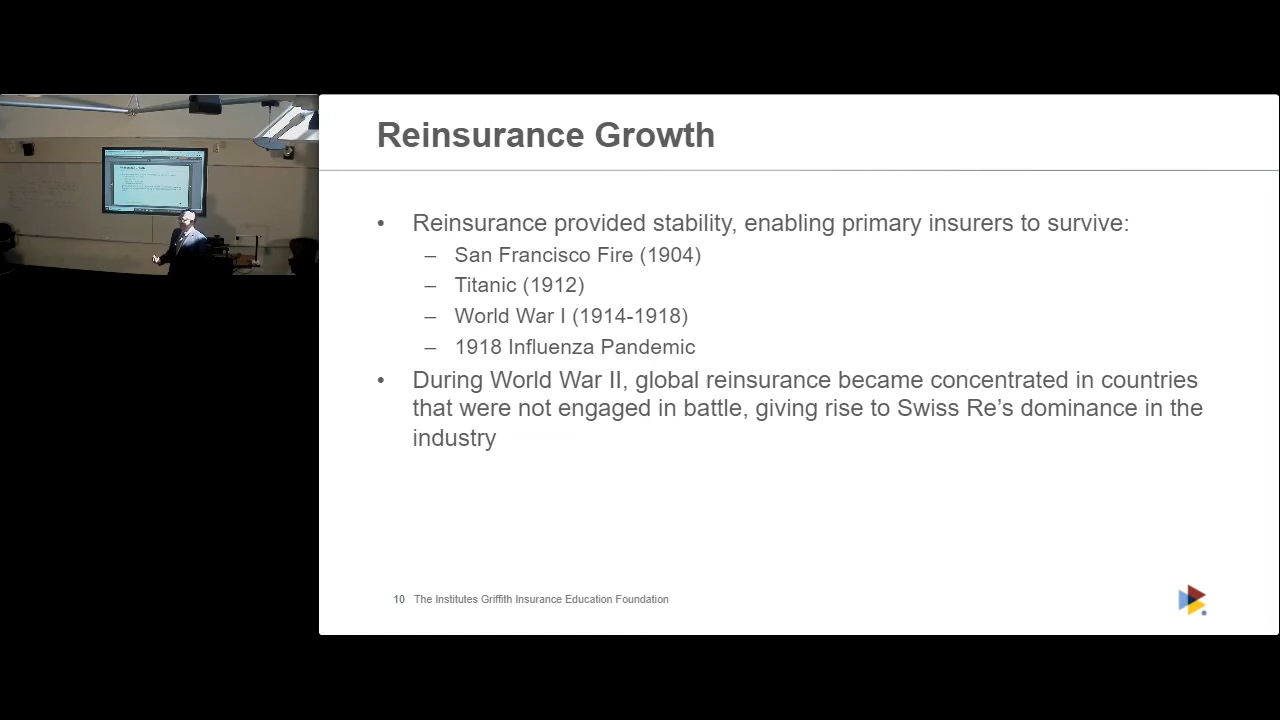 Reinsurance Growth
• Reinsurance provided stability, enabling primary insurers to survive:
– San Francisco Fire (1904)
– Titanic (1912)
– World War I (1914-1918)
– 1918 Influenza Pandemic
• During World War II, global reinsurance became concentrated in countries
that were not engaged in battle, giving rise to Swiss Re’s dominance in the
industry
10 The Institutes Griffith Insurance Education Foundation